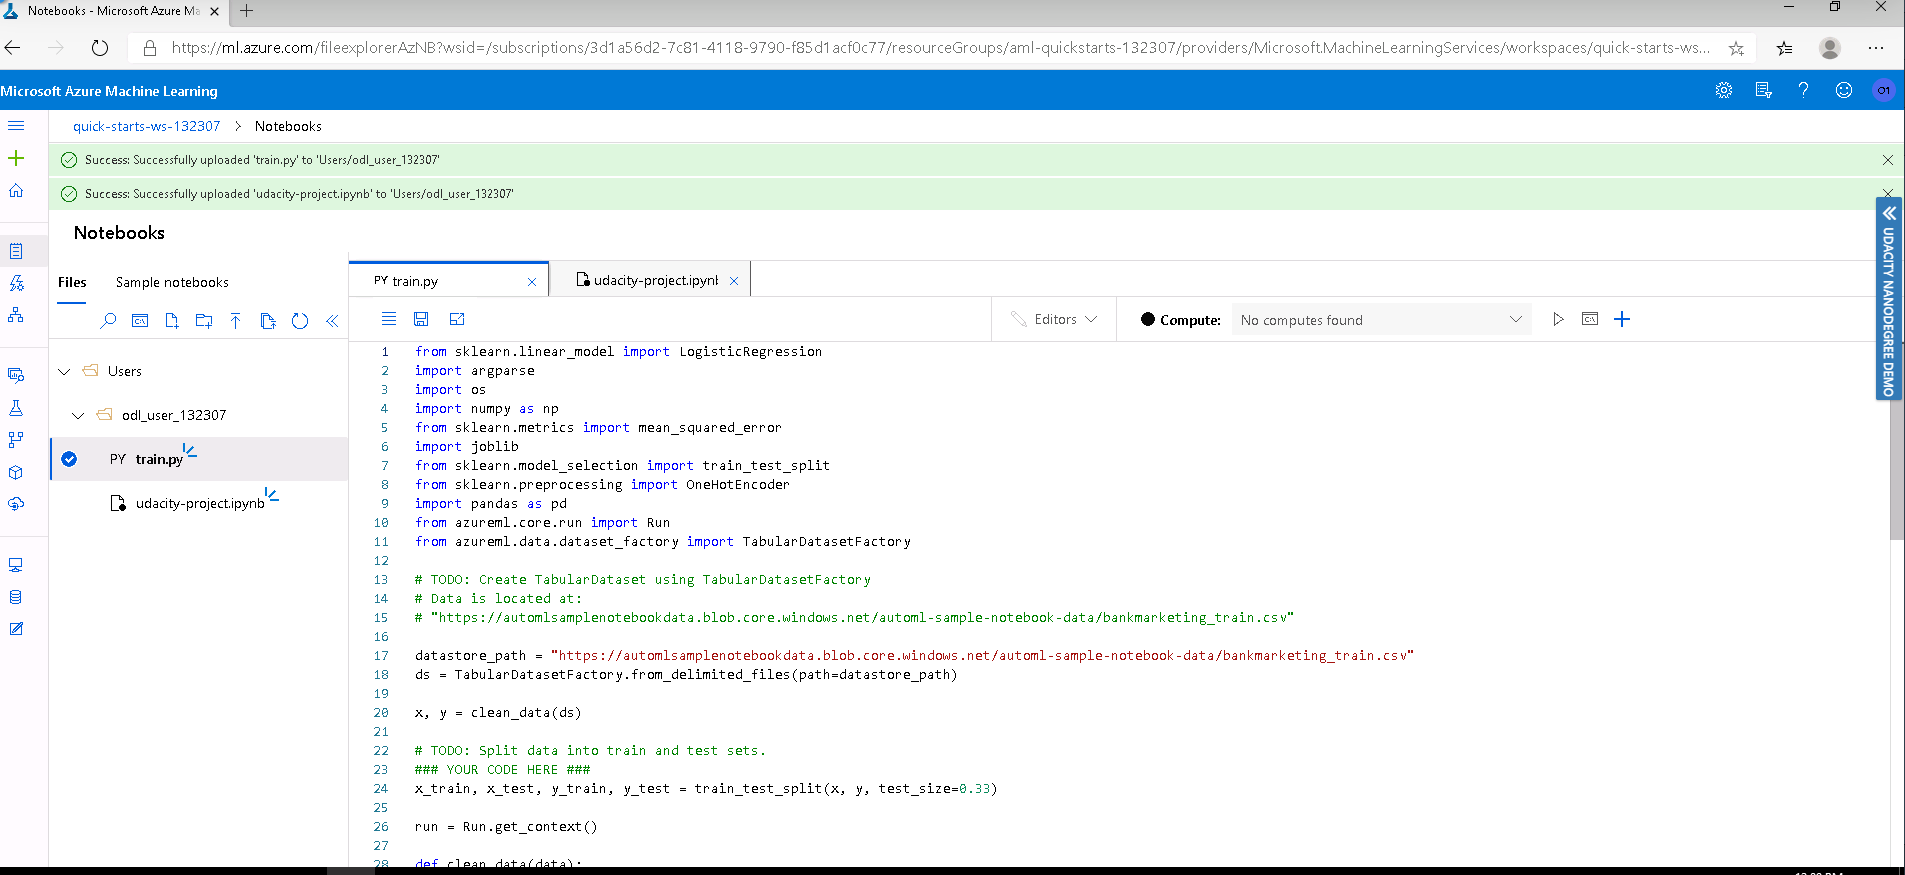 Notebooks - Microsoft Azure Ma
https://ml.azure.com/fileexplorerAzNB?wsid=/subscriptions/3d1a56d2-7c81-4118-9790-f85d1acf0c77/resourceGroups/aml-quickstarts-132307/providers/Microsoft.MachineLearningServices/workspaces/quick-starts-ws...
Microsoft Azure Machine Learning
O1
quick-starts-ws-132307 > Notebooks
Success: Successfully uploaded 'train.py' to 'Users/odl_user_132307'
Success: Successfully uploaded 'udacity-project.ipynb' to 'Users/odl_user_132307'
UDACITY NANODEGREE DEMO
Notebooks
Files Sample notebooks
Users
odl_user_132307
PY train.py
udacity-project.ipynb
PY train.py
udacity-project.ipynb
Editors
Compute: No computes found
1 from sklearn.linear_model import LogisticRegression
2 import argparse
3 import os
4 import numpy as np
5 from sklearn.metrics import mean_squared_error
6 import joblib
7 from sklearn.model_selection import train_test_split
8 from sklearn.preprocessing import OneHotEncoder
9 import pandas as pd
10 from azureml.core.run import Run
11 from azureml.data.dataset_factory import TabularDatasetFactory
12
13 # TODO: Create TabularDataset using TabularDatasetFactory
14 # Data is located at:
15 # "https://automlsamplenotebookdata.blob.core.windows.net/automl-sample-notebook-data/bankmarketing_train.csv"
16
17 datastore_path = "https://automlsamplenotebookdata.blob.core.windows.net/automl-sample-notebook-data/bankmarketing_train.csv"
18 ds = TabularDatasetFactory.from_delimited_files(path=datastore_path)
19
20 x, y = clean_data(ds)
21
22 # TODO: Split data into train and test sets.
23 ### YOUR CODE HERE ###
24 x_train, x_test, y_train, y_test = train_test_split(x, y, test_size=0.33)
25
26 run = Run.get_context()
27
28 def clean_data(data):